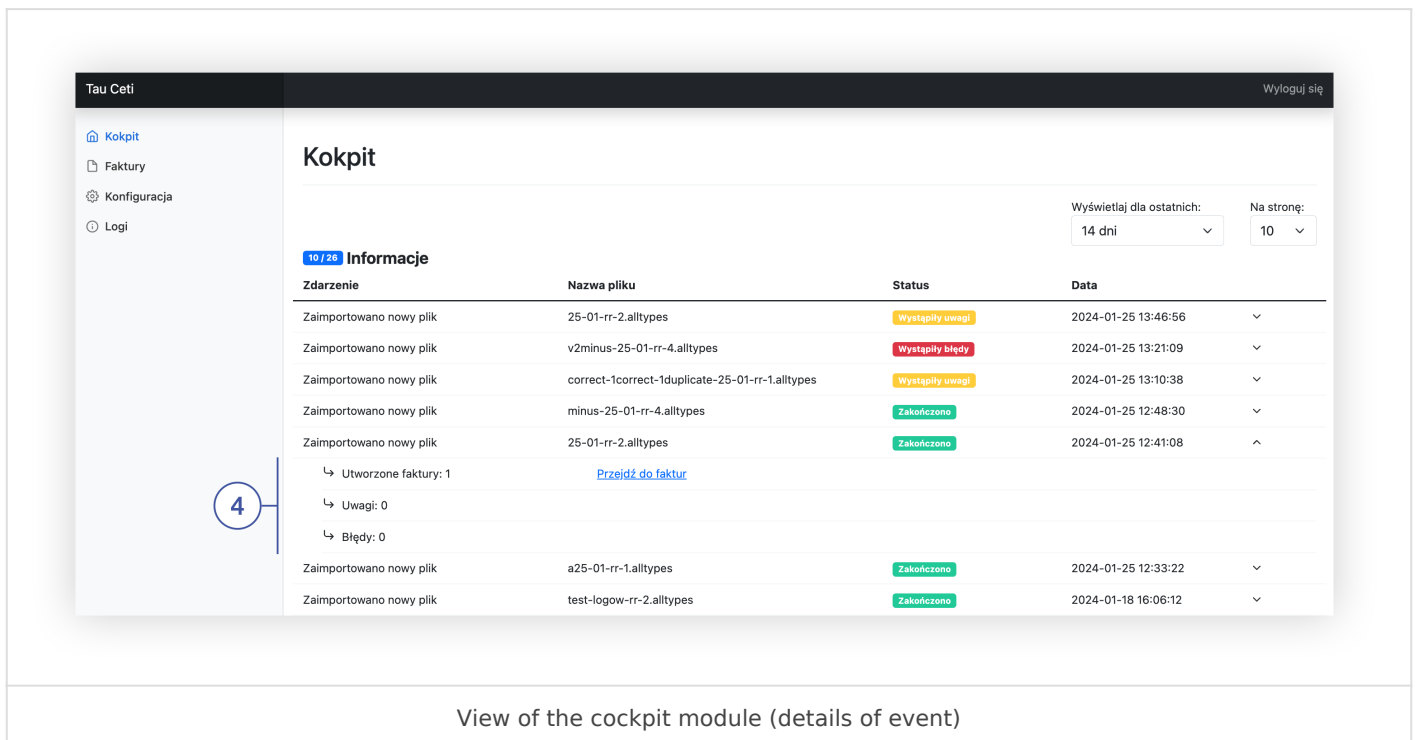 Tau Ceti
Wyloguj się
Kokpit
Faktury
Konfiguracja
Logi
Kokpit
Wyświetlaj dla ostatnich: Na stronę:
14 dni 10
10 / 26 Informacje
Zdarzenie Nazwa pliku Status Data
Zaimportowano nowy plik 25-01-rr-2.alltypes Wystąpiły uwagi 2024-01-25 13:46:56
Zaimportowano nowy plik v2minus-25-01-rr-4.alltypes Wystąpiły błędy 2024-01-25 13:21:09
Zaimportowano nowy plik correct-1correct-1duplicate-25-01-rr-1.alltypes Wystąpiły uwagi 2024-01-25 13:10:38
Zaimportowano nowy plik minus-25-01-rr-4.alltypes Zakończono 2024-01-25 12:48:30
Zaimportowano nowy plik 25-01-rr-2.alltypes Zakończono 2024-01-25 12:41:08
Utworzone faktury: 1 Przejdź do faktur
4
Uwagi: 0
Błędy: 0
Zaimportowano nowy plik a25-01-rr-1.alltypes Zakończono 2024-01-25 12:33:22
Zaimportowano nowy plik test-logow-rr-2.alltypes Zakończono 2024-01-18 16:06:12
View of the cockpit module (details of event)